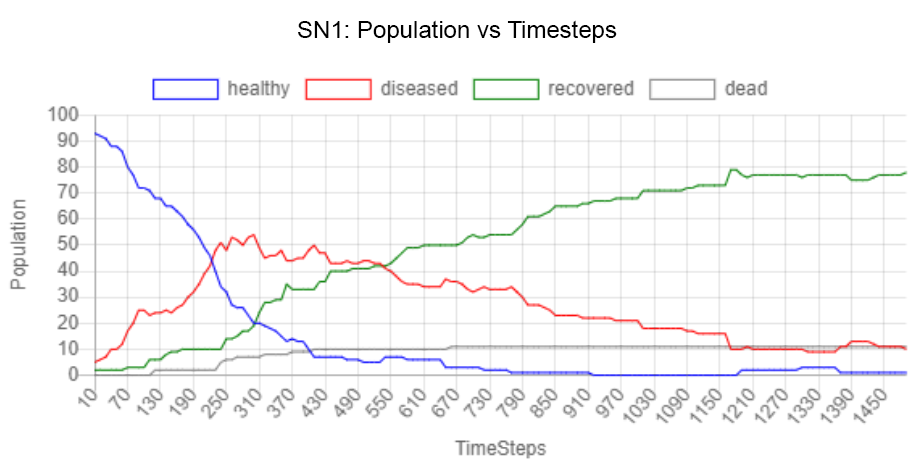 SN1: Population vs Timesteps
healthy diseased recovered dead
100
90
80
70
60
50
40
30
20
10
0
Population
10 70 130 190 250 310 370 430 490 550 610 670 730 790 850 910 970 1030 1090 1150 1210 1270 1330 1390 1450
TimeSteps